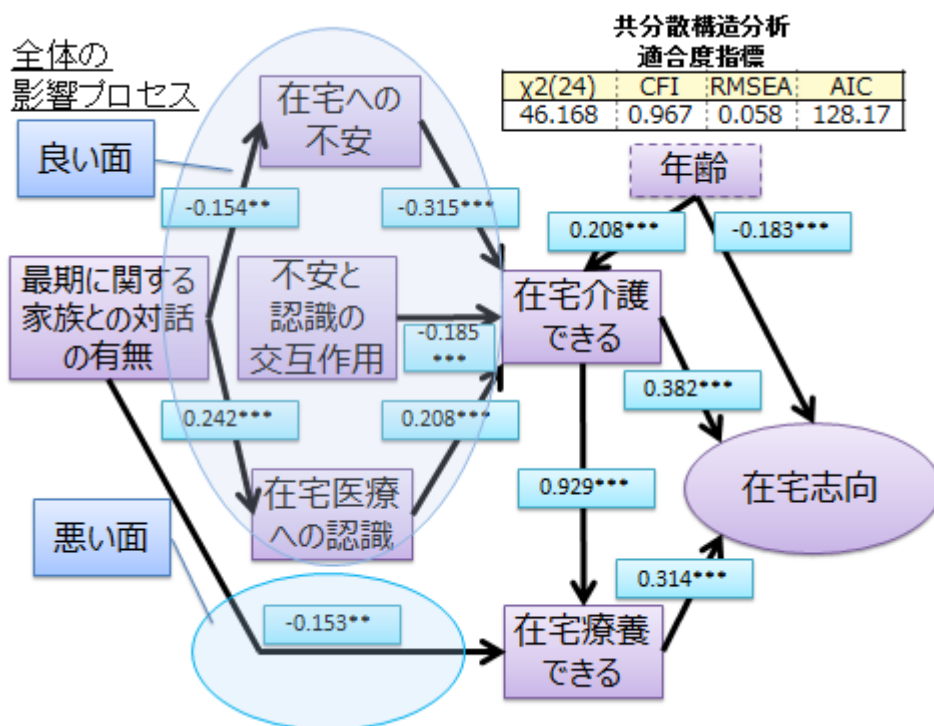 全体の
影響プロセス
共分散構造分析
適合度指標
χ2(24) CFI RMSEA AIC
46.168 0.967 0.058 128.17
在宅への
不安
良い面
年齢
-0.154**
-0.315***
0.208***
-0.183***
最期に関する
家族との対話
の有無
不安と
認識の
交互作用
-0.185
***
在宅介護
できる
0.242***
0.208***
0.382***
在宅医療
への認識
0.929***
在宅志向
悪い面
0.314***
-0.153**
在宅療養
できる